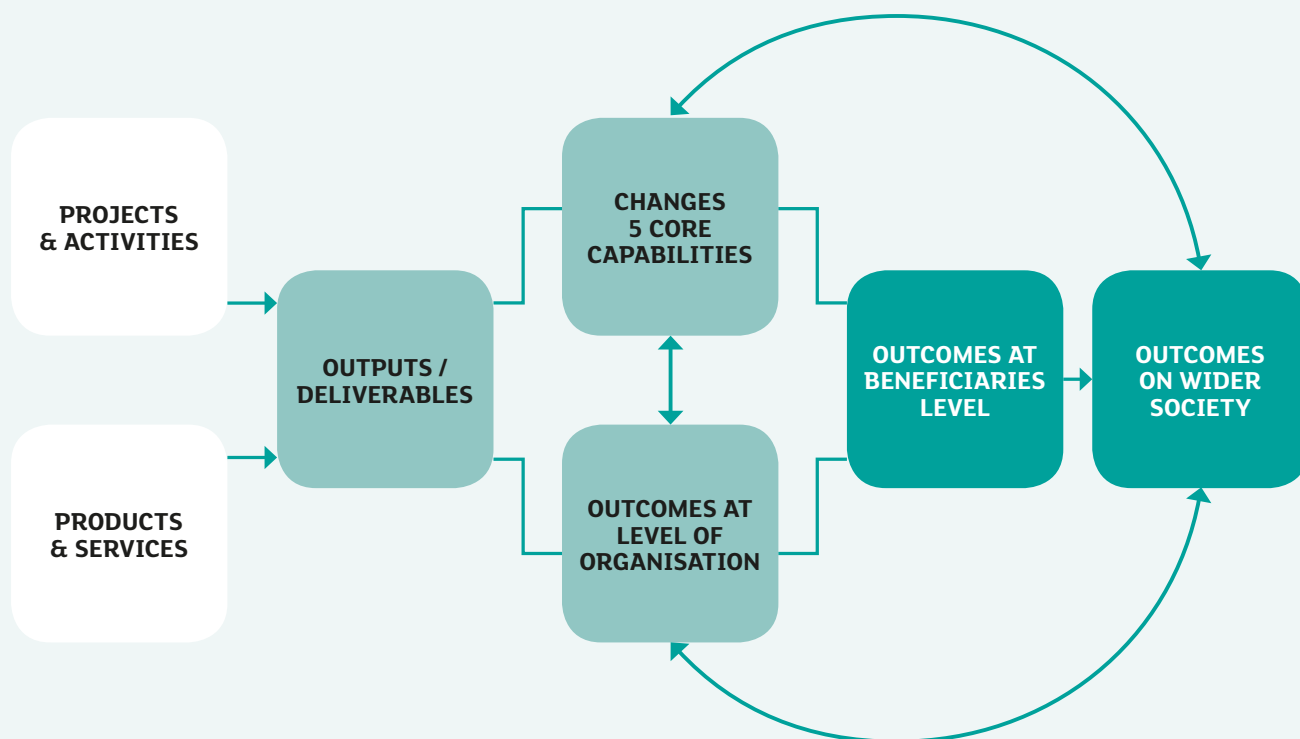 PROJECTS
& ACTIVITIES
PRODUCTS
& SERVICES
OUTPUTS /
DELIVERABLES
CHANGES
5 CORE
CAPABILITIES
OUTCOMES AT
LEVEL OF
ORGANISATION
OUTCOMES AT
BENEFICIARIES
LEVEL
OUTCOMES
ON WIDER
SOCIETY